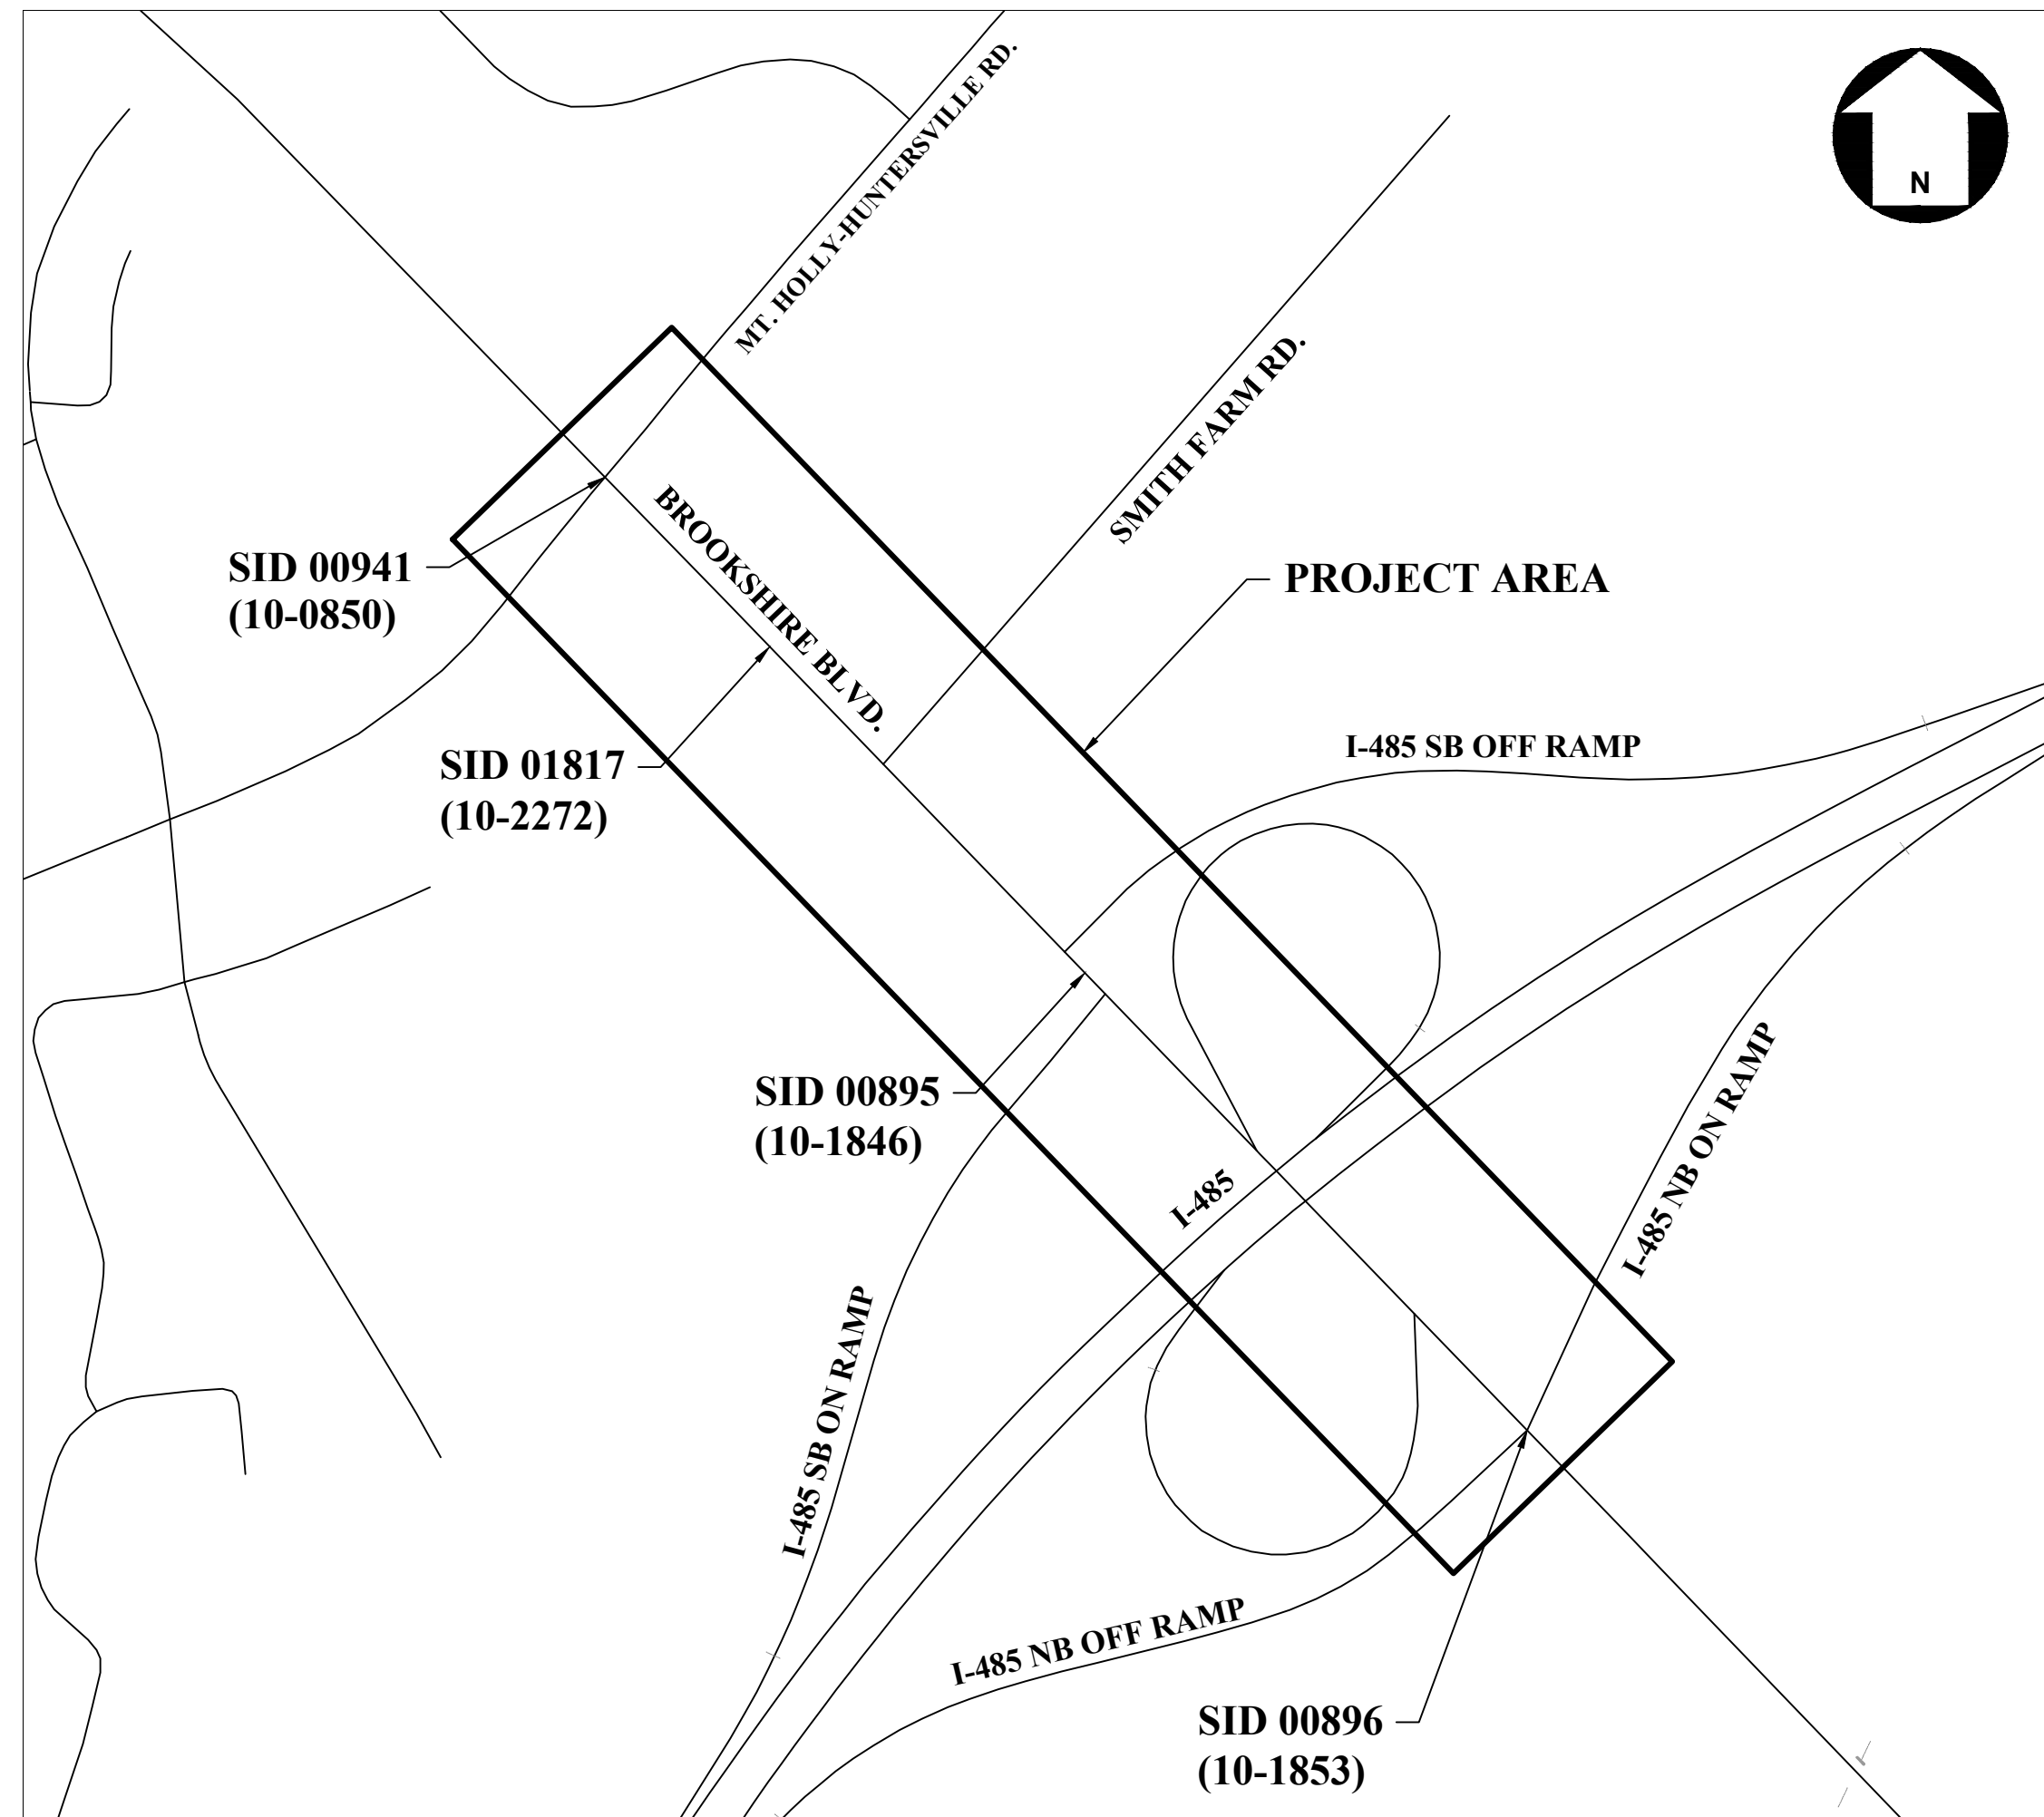 N
MT. HOLLY-HUNTERSVILLE RD.
SMITH FARM RD.
BROOKSHIRE BLVD.
SID 00941
(10-0850)
PROJECT AREA
SID 01817
(10-2272)
I-485 SB OFF RAMP
SID 00895
(10-1846)
I-485 NB ON RAMP
I-485
I-485 SB ON RAMP
I-485 NB OFF RAMP
SID 00896
(10-1853)